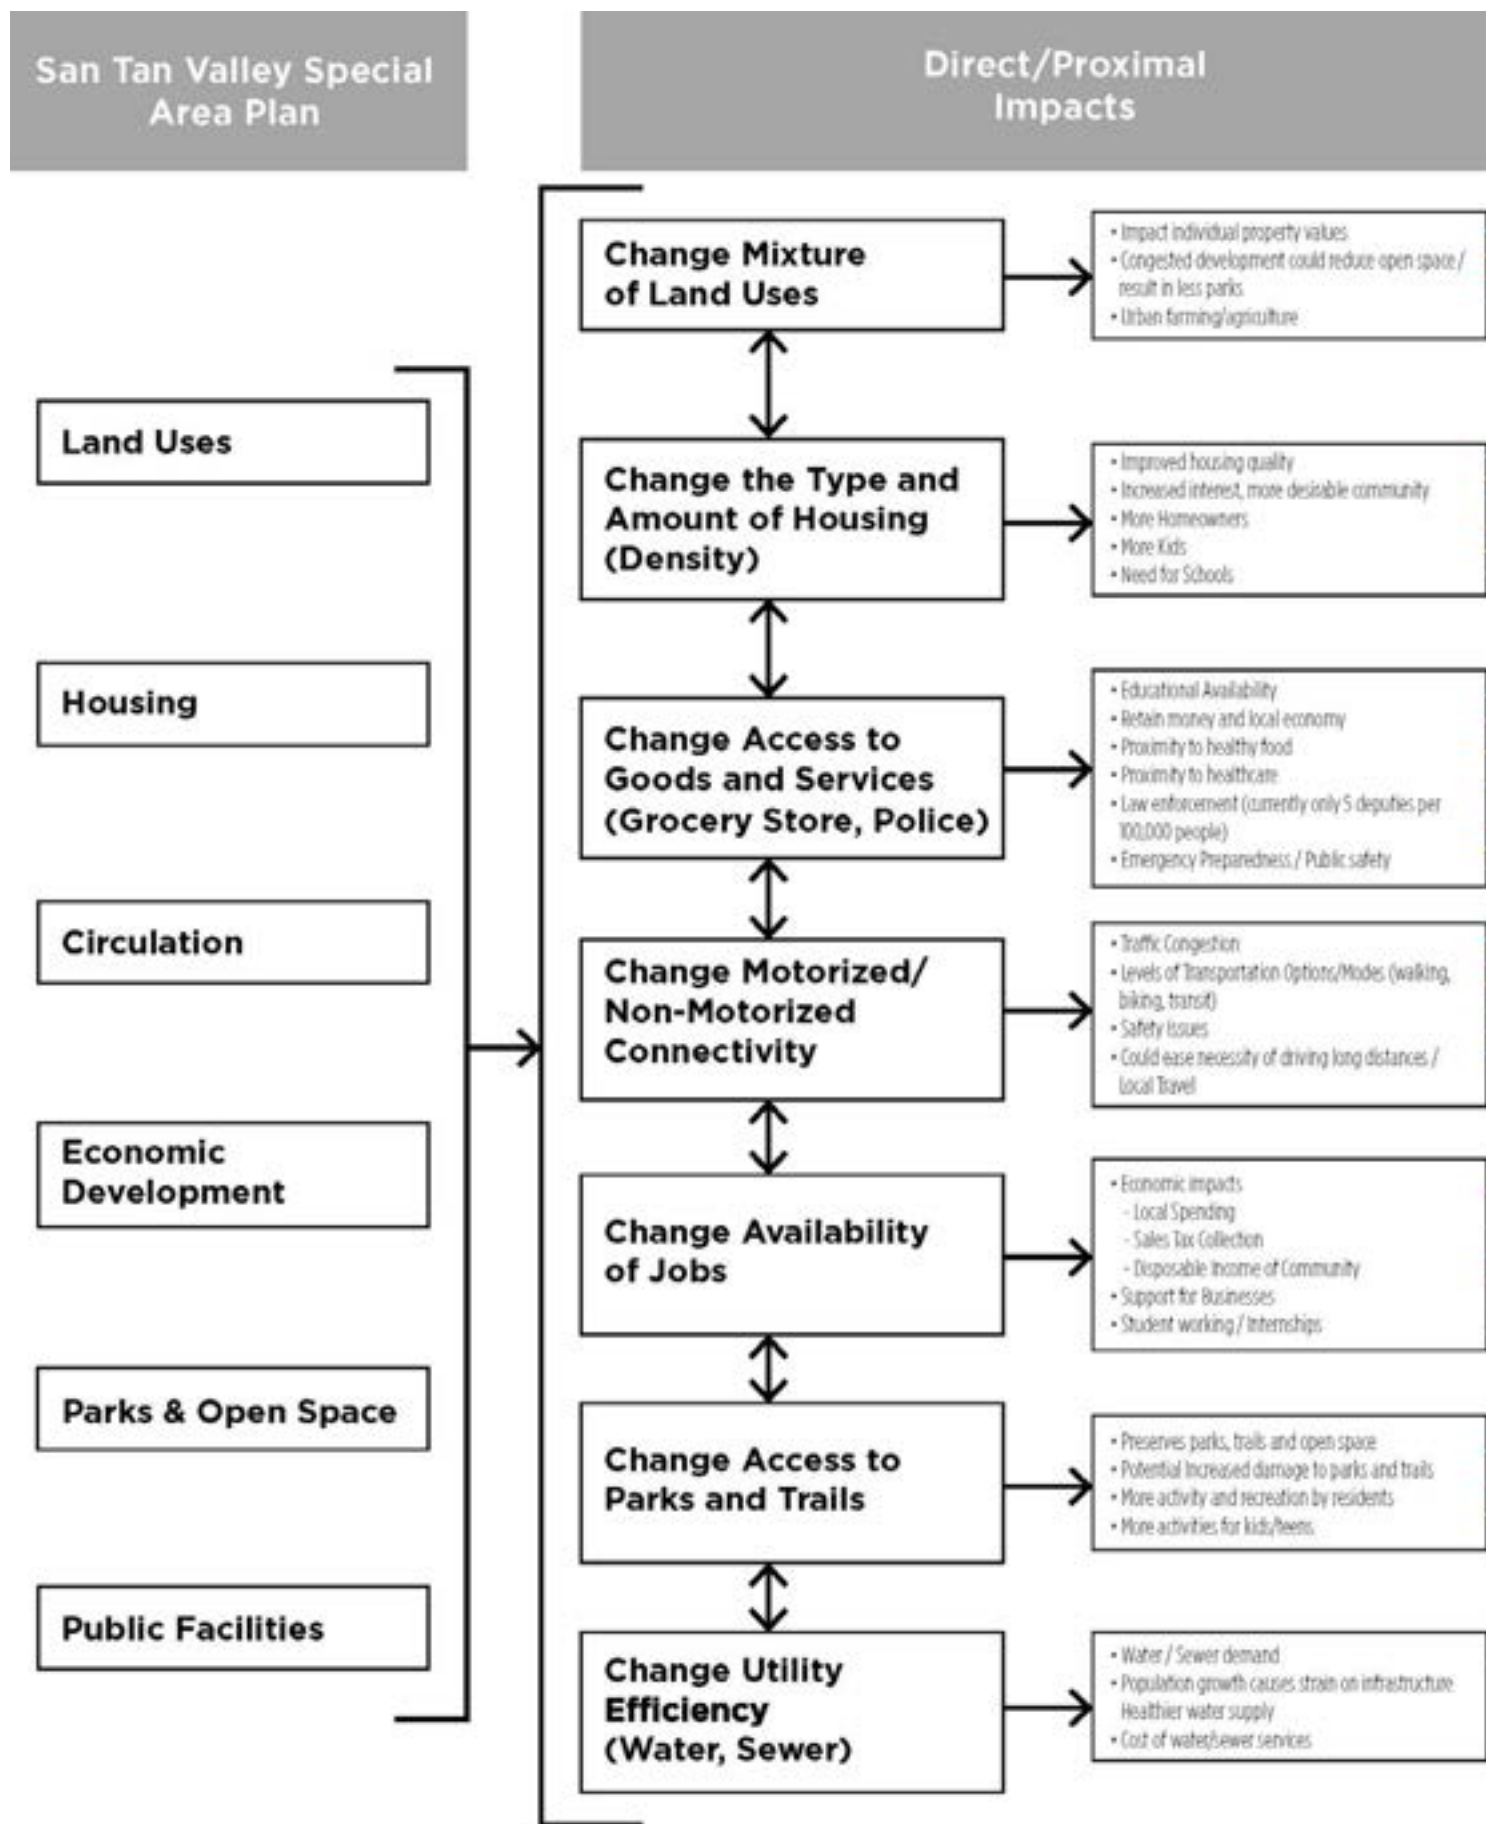 San Tan Valley Special
Area Plan
Direct/Proximal
Impacts
Land Uses
Housing
Circulation
Economic
Development
Parks & Open Space
Public Facilities
Change Mixture
of Land Uses
• Impact individual property values
• Congested development could reduce open space /
result in less parks
• Urban farming/agriculture
Change the Type and
Amount of Housing
(Density)
• Improved housing quality
• Increased interest, more desirable community
• More Homeowners
• More Kids
• Need for Schools
Change Access to
Goods and Services
(Grocery Store, Police)
• Educational Availability
• Retain money and local economy
• Proximity to healthy food
• Proximity to healthcare
• Law enforcement (currently only 5 deputies per
100,000 people)
• Emergency Preparedness / Public safety
Change Motorized/
Non-Motorized
Connectivity
• Traffic Congestion
• Levels of Transportation Options/Modes (walking,
biking, transit)
• Safety Issues
• Could ease necessity of driving long distances /
Local Travel
Change Availability
of Jobs
• Economic impacts
- Local Spending
- Sales Tax Collection
- Disposable Income of Community
• Support for Businesses
• Student working / Internships
Change Access to
Parks and Trails
• Preserves parks, trails and open space
• Potential Increased damage to parks and trails
• More activity and recreation by residents
• More activities for kids/teens
Change Utility
Efficiency
(Water, Sewer)
• Water / Sewer demand
• Population growth causes strain on infrastructure
Healthier water supply
• Cost of water/sewer services